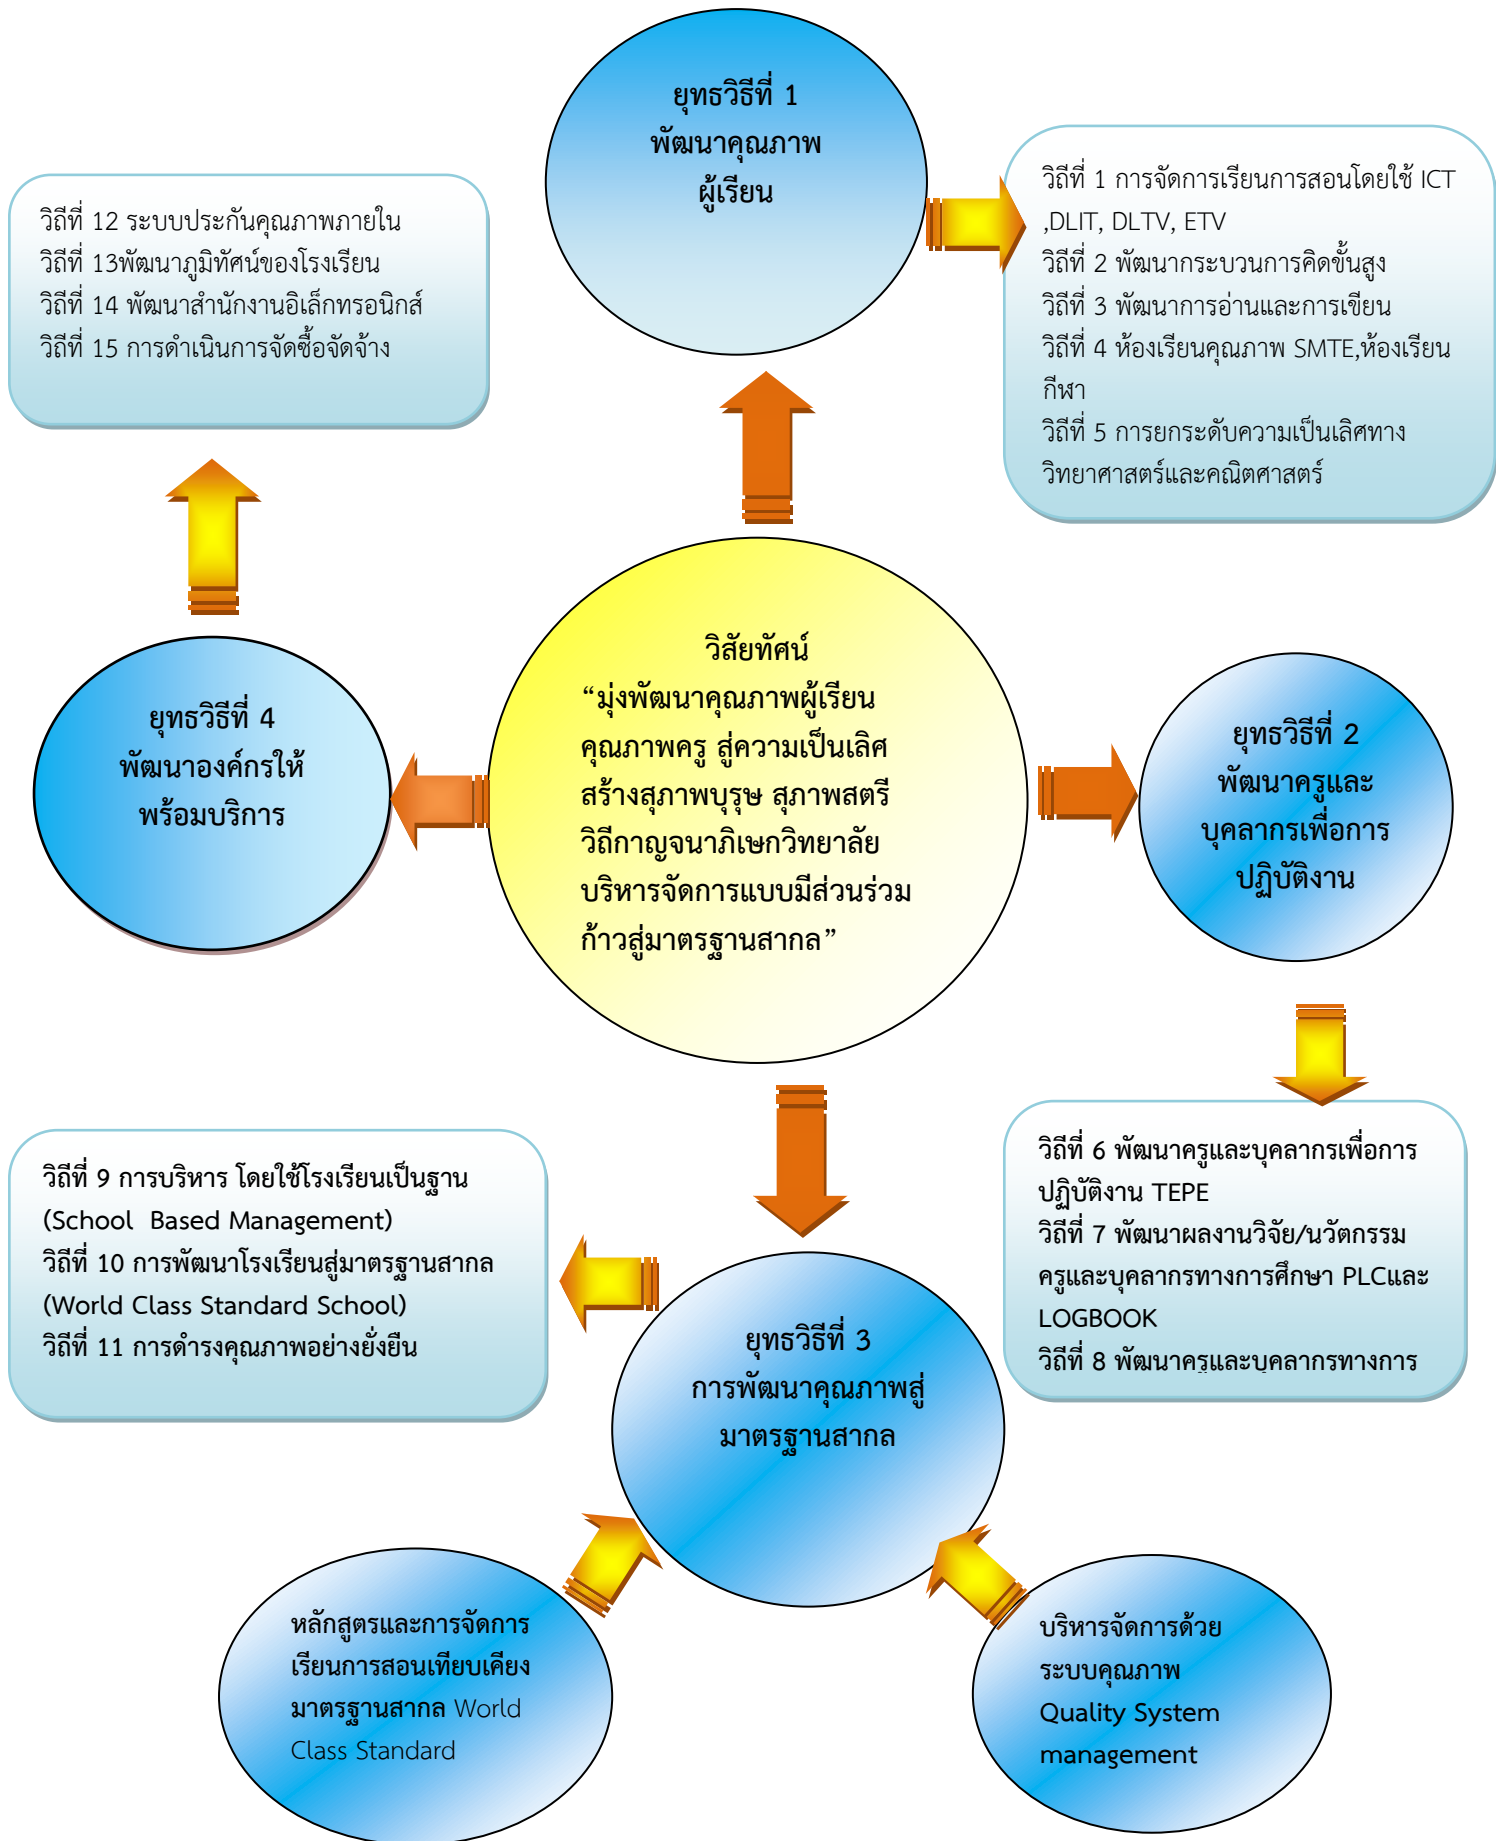 ยุทธวิธีที่ 1
พัฒนาคุณภาพ
ผู้เรียน
วิถีที่ 1 การจัดการเรียนการสอนโดยใช้ ICT
,DLIT, DLTV, ETV
วิถีที่ 2 พัฒนากระบวนการคิดขั้นสูง
วิถีที่ 3 พัฒนาการอ่านและการเขียน
วิถีที่ 4 ห้องเรียนคุณภาพ SMTE,ห้องเรียน
กีฬา
วิถีที่ 5 การยกระดับความเป็นเลิศทาง
วิทยาศาสตร์และคณิตศาสตร์
วิถีที่ 12 ระบบประกันคุณภาพภายใน
วิถีที่ 13พัฒนาภูมิทัศน์ของโรงเรียน
วิถีที่ 14 พัฒนาสำนักงานอิเล็กทรอนิกส์
วิถีที่ 15 การดำเนินการจัดซื้อจัดจ้าง
วิสัยทัศน์
“มุ่งพัฒนาคุณภาพผู้เรียน
คุณภาพครู สู่ความเป็นเลิศ
สร้างสุภาพบุรุษ สุภาพสตรี
วิถีกาญจนาภิเษกวิทยาลัย
บริหารจัดการแบบมีส่วนร่วม
ก้าวสู่มาตรฐานสากล”
ยุทธวิธีที่ 4
พัฒนาองค์กรให้
พร้อมบริการ
ยุทธวิธีที่ 2
พัฒนาครูและ
บุคลากรเพื่อการ
ปฏิบัติงาน
วิถีที่ 6 พัฒนาครูและบุคลากรเพื่อการ
ปฏิบัติงาน TEPE
วิถีที่ 7 พัฒนาผลงานวิจัย/นวัตกรรม
ครูและบุคลากรทางการศึกษา PLCและ
LOGBOOK
วิถีที่ 8 พัฒนาครูและบุคลากรทางการ
วิถีที่ 9 การบริหาร โดยใช้โรงเรียนเป็นฐาน
(School Based Management)
วิถีที่ 10 การพัฒนาโรงเรียนสู่มาตรฐานสากล
(World Class Standard School)
วิถีที่ 11 การดำรงคุณภาพอย่างยั่งยืน
ยุทธวิธีที่ 3
การพัฒนาคุณภาพสู่
มาตรฐานสากล
หลักสูตรและการจัดการ
เรียนการสอนเทียบเคียง
มาตรฐานสากล World
Class Standard
บริหารจัดการด้วย
ระบบคุณภาพ
Quality System
management